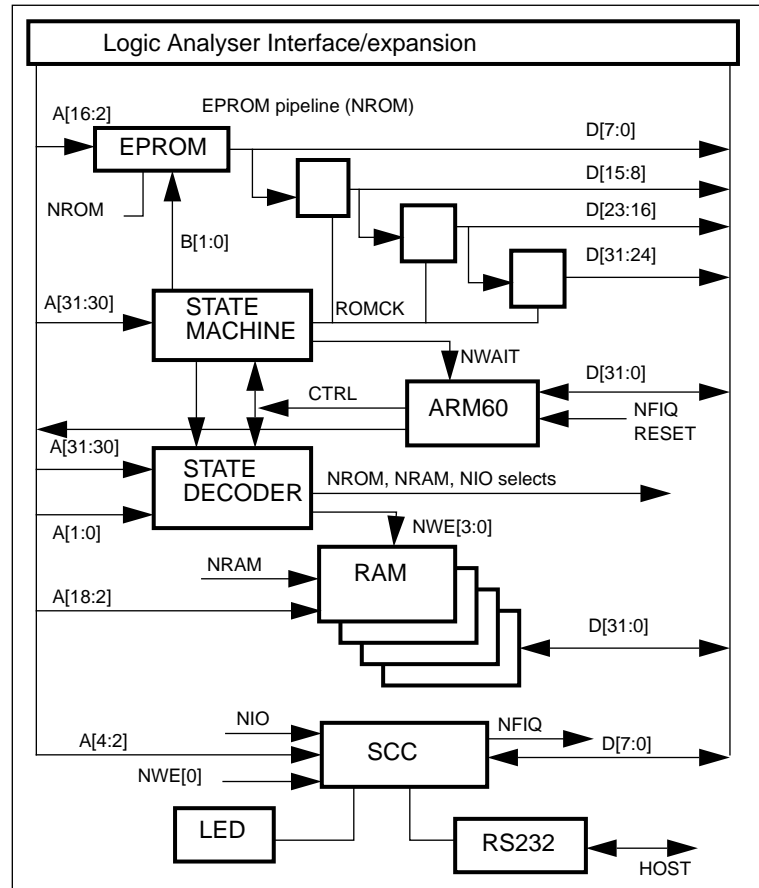 Logic Analyser Interface/expansion
A[16:2]
EPROM pipeline (NROM)
D[7:0]
EPROM
D[15:8]
NROM
D[23:16]
B[1:0]
D[31:24]
A[31:30]
STATE
MACHINE
ROMCK
NWAIT
D[31:0]
CTRL
ARM60
NFIQ
RESET
A[31:30]
STATE
DECODER
NROM, NRAM, NIO selects
A[1:0]
NWE[3:0]
NRAM
RAM
A[18:2]
D[31:0]
NIO
NFIQ
A[4:2]
SCC
D[7:0]
NWE[0]
LED
RS232
HOST